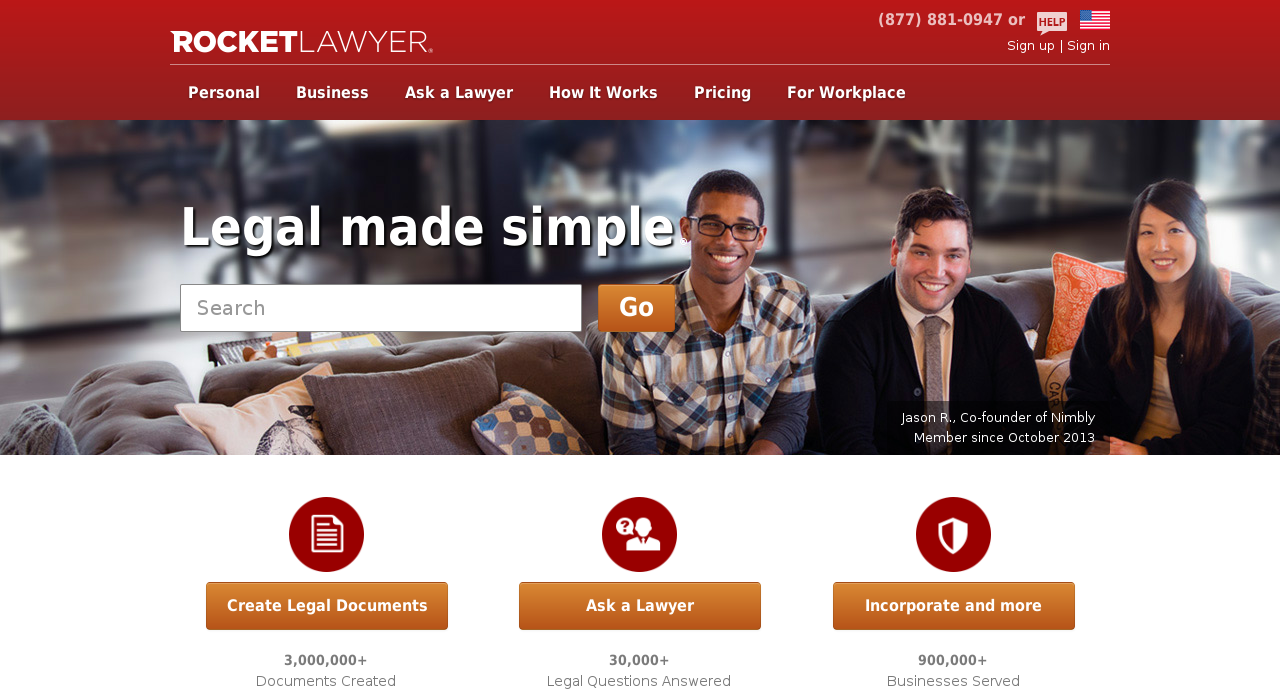 (877) 881-0947 or HELP
ROCKETLAWYER®
Sign up | Sign in
Personal Business Ask a Lawyer How It Works Pricing For Workplace
Legal made simple.
Search Go
Jason R., Co-founder of Nimbly
Member since October 2013
?
Create Legal Documents Ask a Lawyer Incorporate and more
3,000,000+ 30,000+ 900,000+
Documents Created Legal Questions Answered Businesses Served